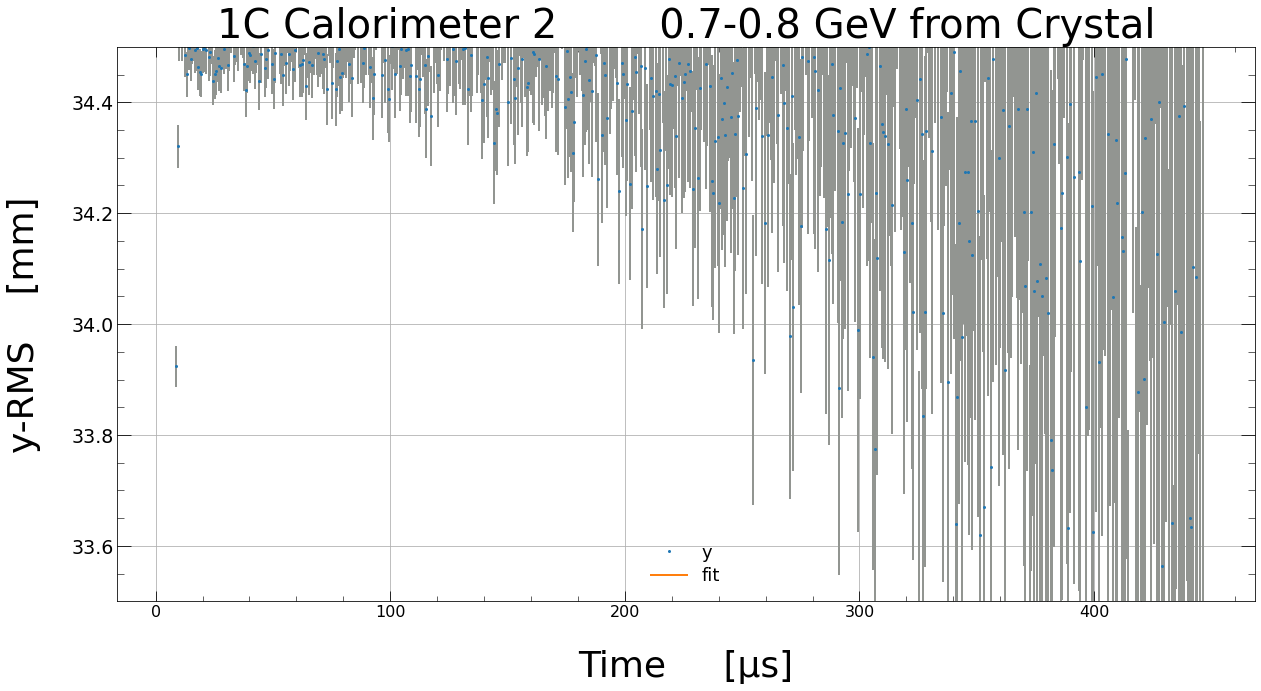 1C Calorimeter 2 0.7-0.8 GeV from Crystal
y-RMS [mm]
34.4
34.2
34.0
33.8
33.6
y
fit
0 100 200 300 400
Time [µs]